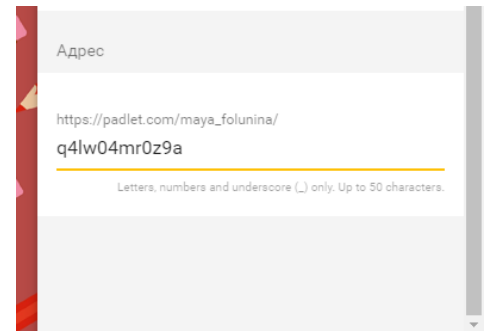 Адрес
https://padlet.com/maya_folunina/
q4lw04mr0z9a
Letters, numbers and underscore (_) only. Up to 50 characters.